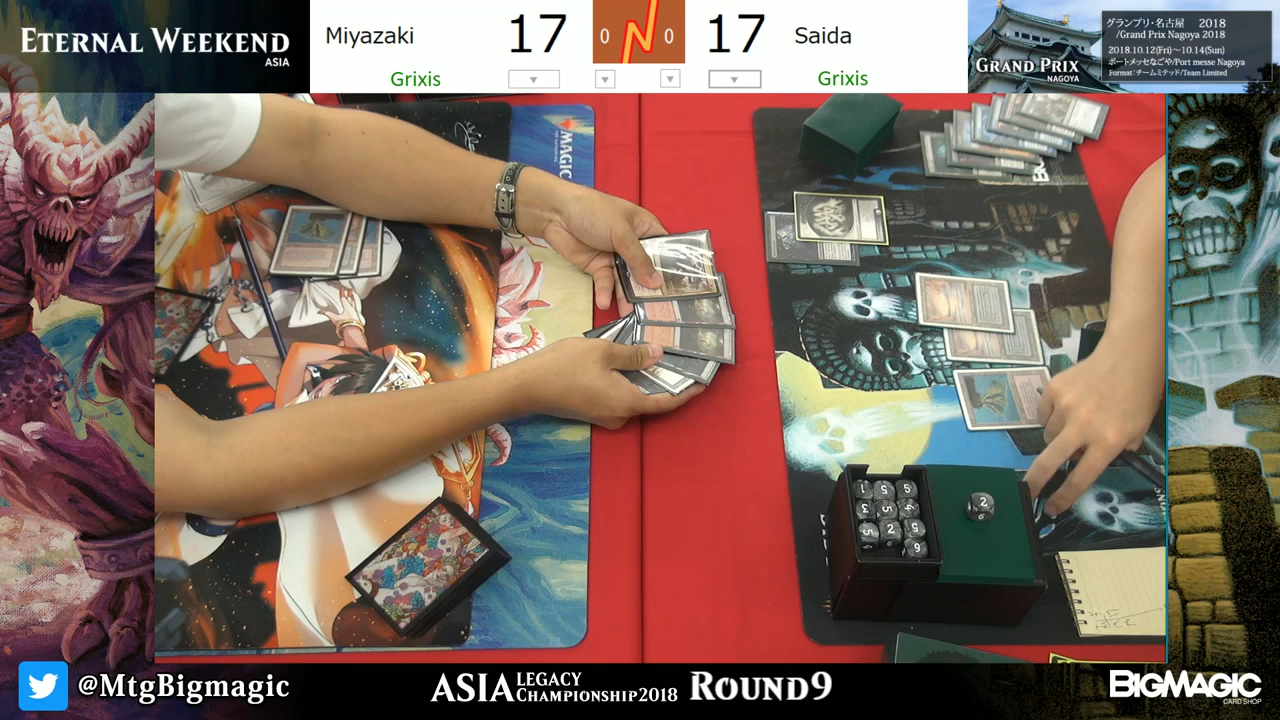 ETERNAL WEEKEND
ASIA
Miyazaki
17
0
0
17
Saida
Grixis
Grixis
GRAND PRIX
NAGOYA
グランプリ・名古屋 2018
/Grand Prix Nagoya 2018
2018.10.12(Fri)～10.14(Sun)
ポートメッセなごや/Port messe Nagoya
Format:チームリミテッド/Team Limited
MAGIC
2
@MtgBigmagic
ASIA LEGACY CHAMPIONSHIP2018 ROUND9
BIGMAGIC
CARD SHOP